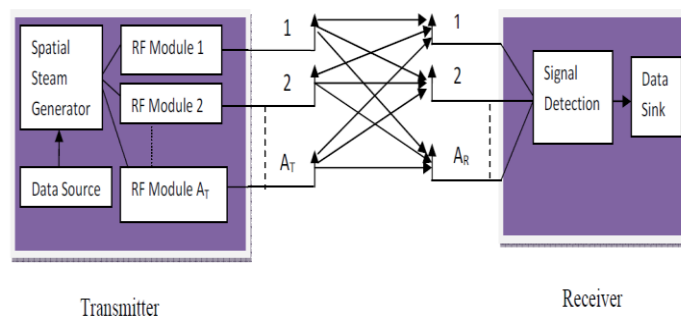 Spatial
Steam
Generator
RF Module 1
RF Module 2
RF Module AT
Data Source
1
2
AT
1
2
AR
Signal
Detection
Data
Sink
Transmitter
Receiver